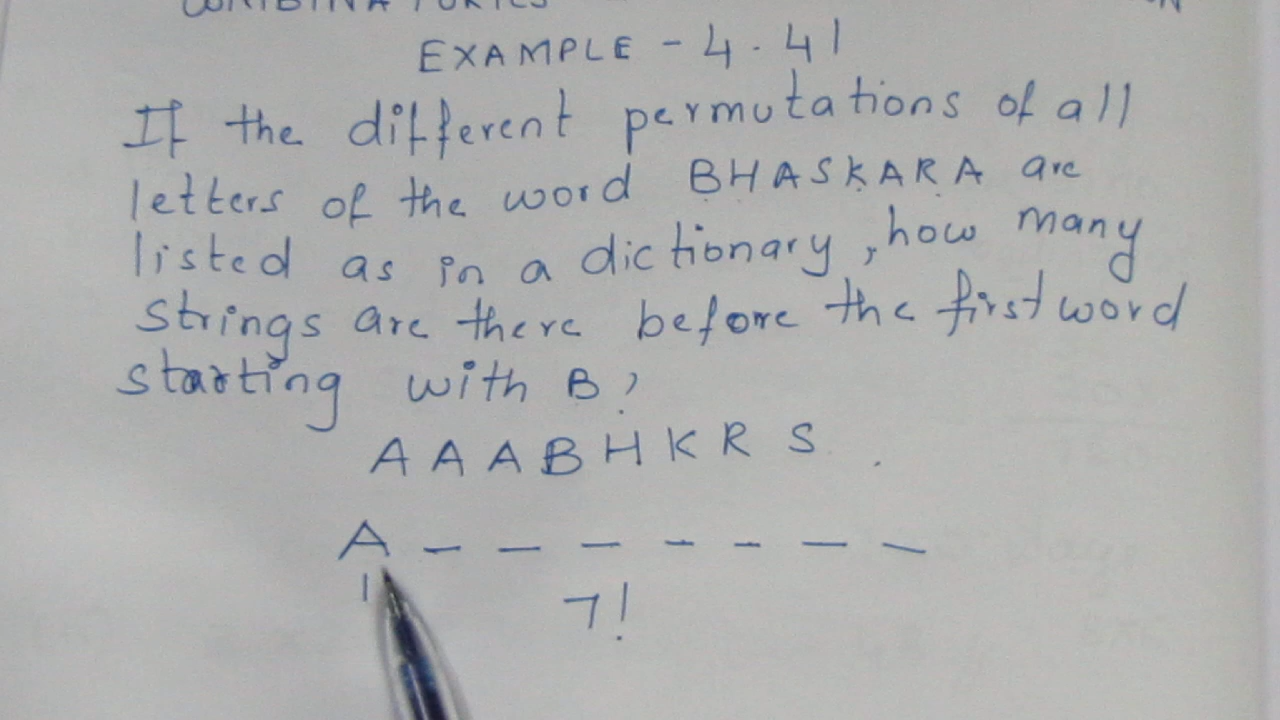 EXAMPLE - 4.41
If the different permutations of all
letters of the word BHASKARA are
listed as in a dictionary, how many
strings are there before the first word
starting with B?
A A A B H K R S
A _ _ _ _ _ _ _
1 7!